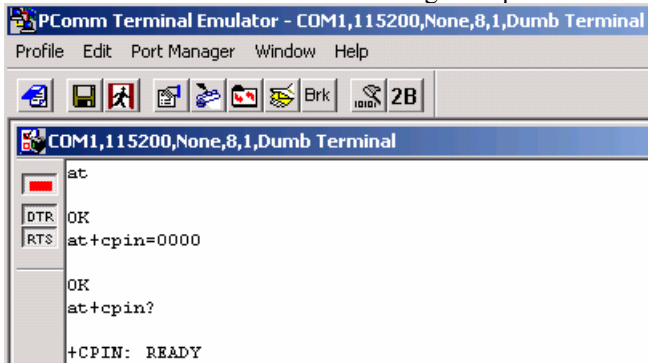 PComm Terminal Emulator - COM1,115200,None,8,1,Dumb Terminal
Profile Edit Port Manager Window Help
Brk 2B
COM1,115200,None,8,1,Dumb Terminal
at
DTR OK
RTS at+cpin=0000
OK
at+cpin?
+CPIN: READY